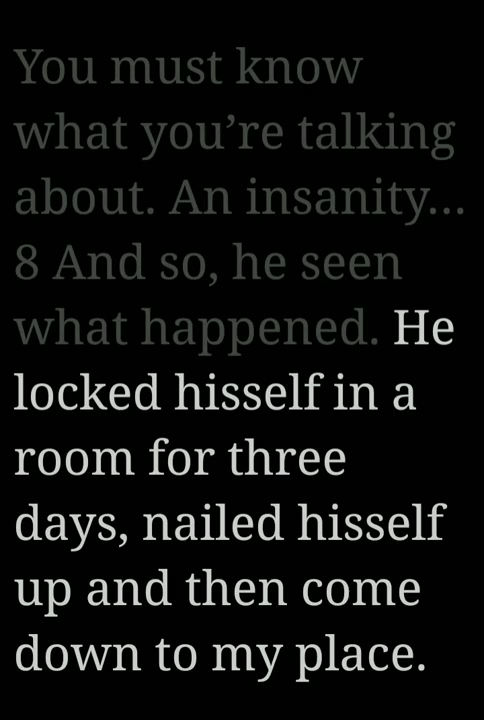 You must know
what you’re talking
about. An insanity…
8 And so, he seen
what happened. He
locked hisself in a
room for three
days, nailed hisself
up and then come
down to my place.